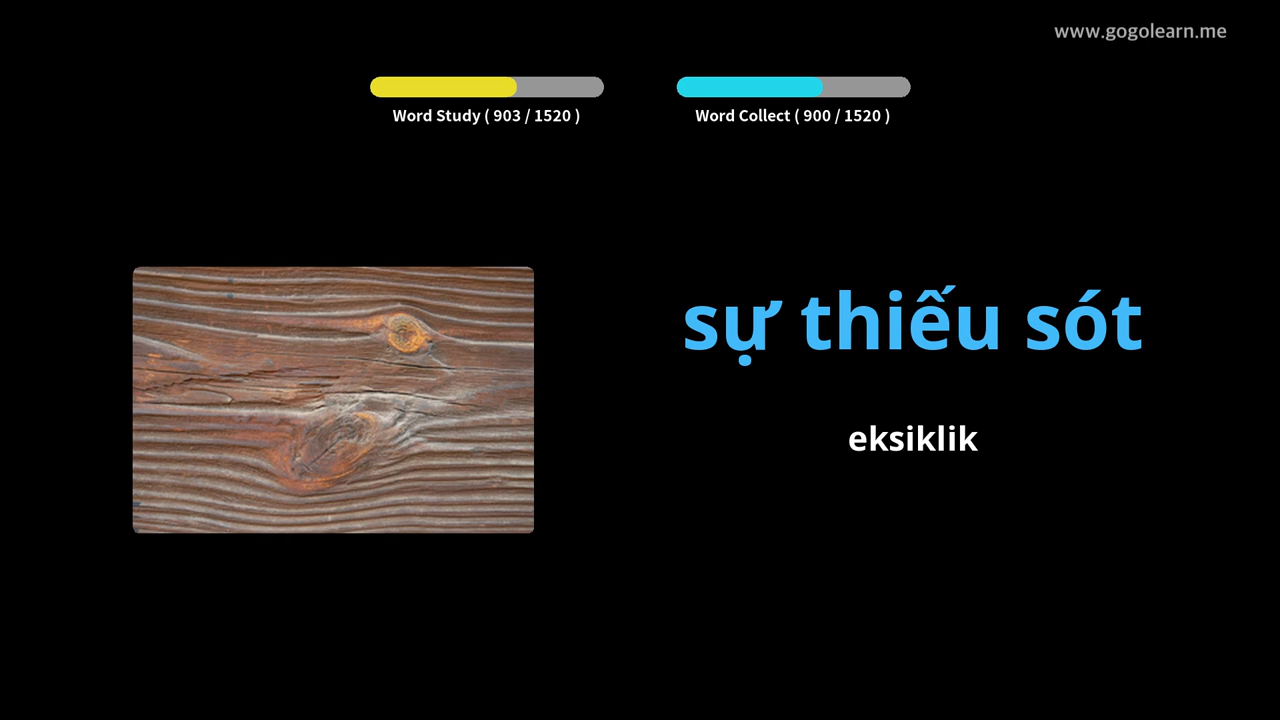 www.gogolearn.me
Word Study ( 903 / 1520 )
Word Collect ( 900 / 1520 )
sự thiếu sót
eksiklik